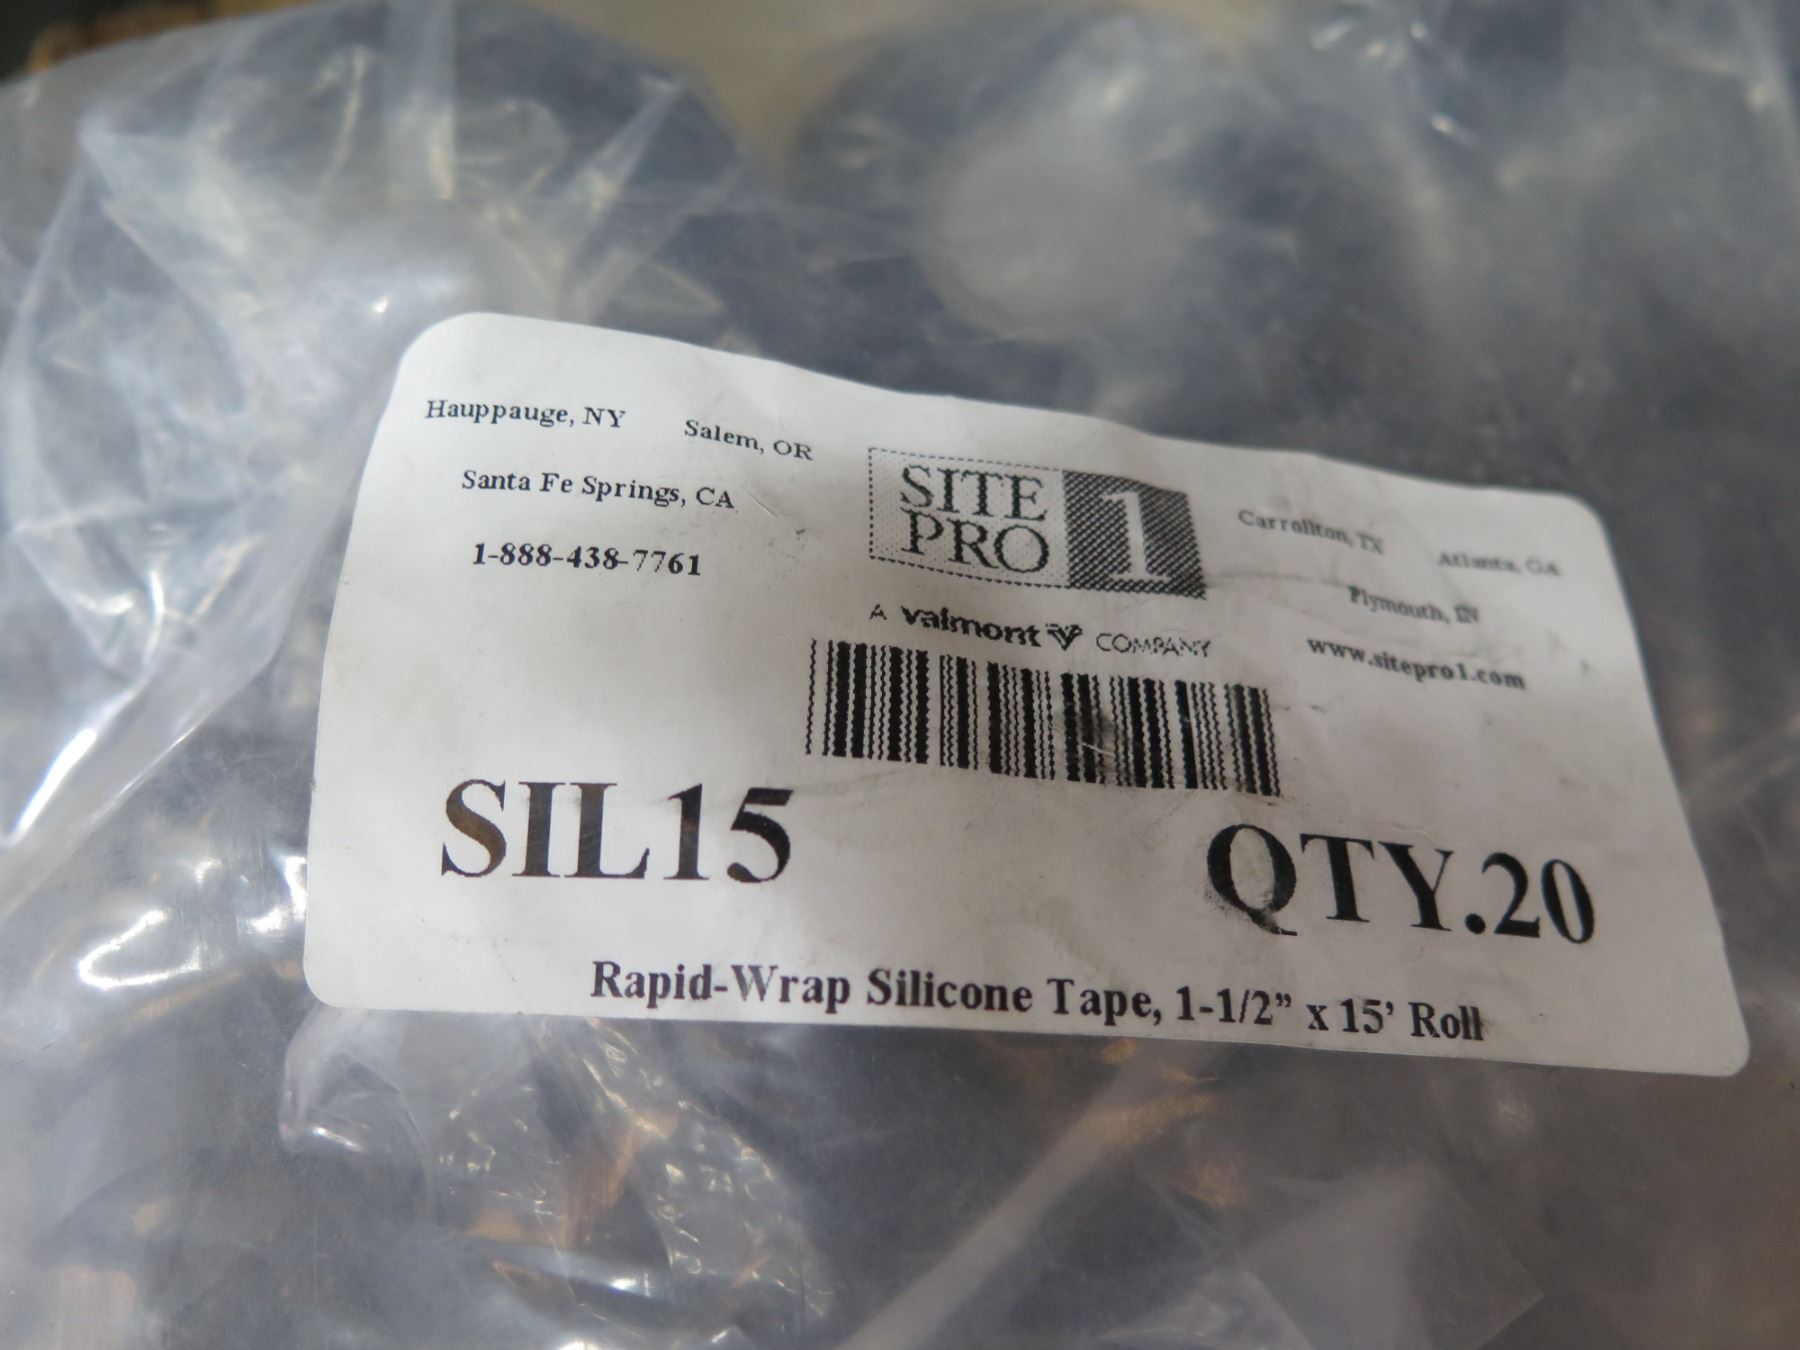 Hauppauge, NY
Salem, OR
Santa Fe Springs, CA
1-888-438-7761
SITE
PRO
1
A valmont COMPANY
Carrollton, TX
Atlanta, GA
Plymouth, IN
www.sitepro1.com
SIL15
QTY.20
Rapid-Wrap Silicone Tape, 1-1/2” x 15’ Roll